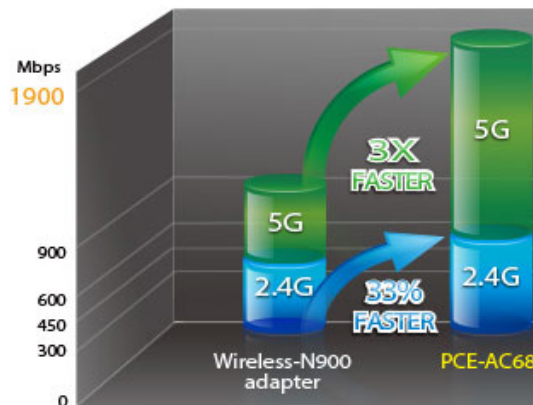 Mbps
1900
900
600
450
300
0
5G
2.4G
3X
FASTER
33%
FASTER
5G
2.4G
Wireless-N900
adapter
PCE-AC68